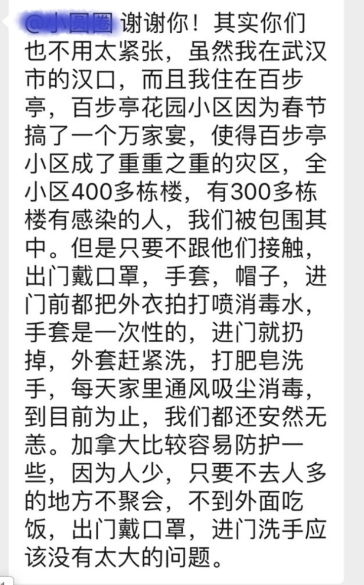 @小圆圈 谢谢你！其实你们
也不用太紧张，虽然我在武汉
市的汉口，而且我住在百步
亭，百步亭花园小区因为春节
搞了一个万家宴，使得百步亭
小区成了重重之重的灾区，全
小区400多栋楼，有300多栋
楼有感染的人，我们被包围其
中。但是只要不跟他们接触，
出门戴口罩，手套，帽子，进
门前都把外衣拍打喷消毒水，
手套是一次性的，进门就扔
掉，外套赶紧洗，打肥皂洗
手，每天家里通风吸尘消毒，
到目前为止，我们都还安然无
恙。加拿大比较容易防护一
些，因为人少，只要不去人多
的地方不聚会，不到外面吃
饭，出门戴口罩，进门洗手应
该没有太大的问题。